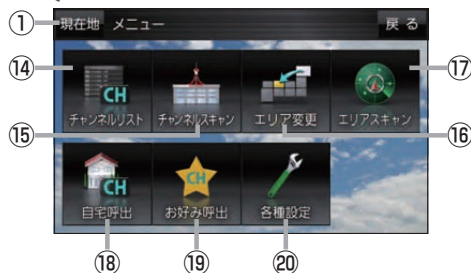 ① 現在地 メニュー 戻る
⑭ ⑰
CH
チャンネルリスト チャンネルスキャン エリア変更 エリアスキャン
⑮ ⑯
CH CH
自宅呼出 お好み呼出 各種設定
⑱ ⑲ ⑳